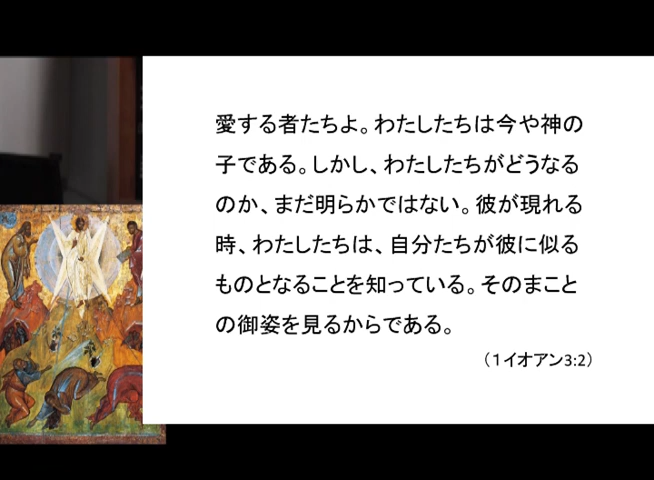 愛する者たちよ。わたしたちは今や神の
子である。しかし、わたしたちがどうなる
のか、まだ明らかではない。彼が現れる
時、わたしたちは、自分たちが彼に似る
ものとなることを知っている。そのまこと
の御姿を見るからである。
（1イオアン3:2）